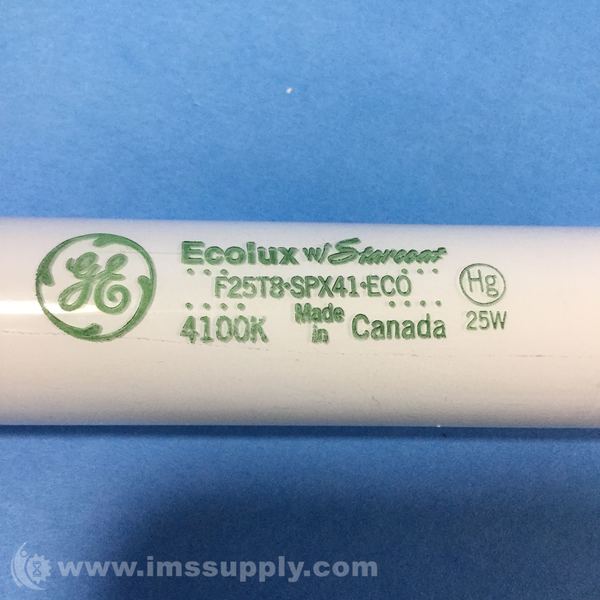 GE
Ecolux w/ Starcoat
F25T8•SPX41•ECO
4100K Made in Canada
Hg
25W
www.imssupply.com